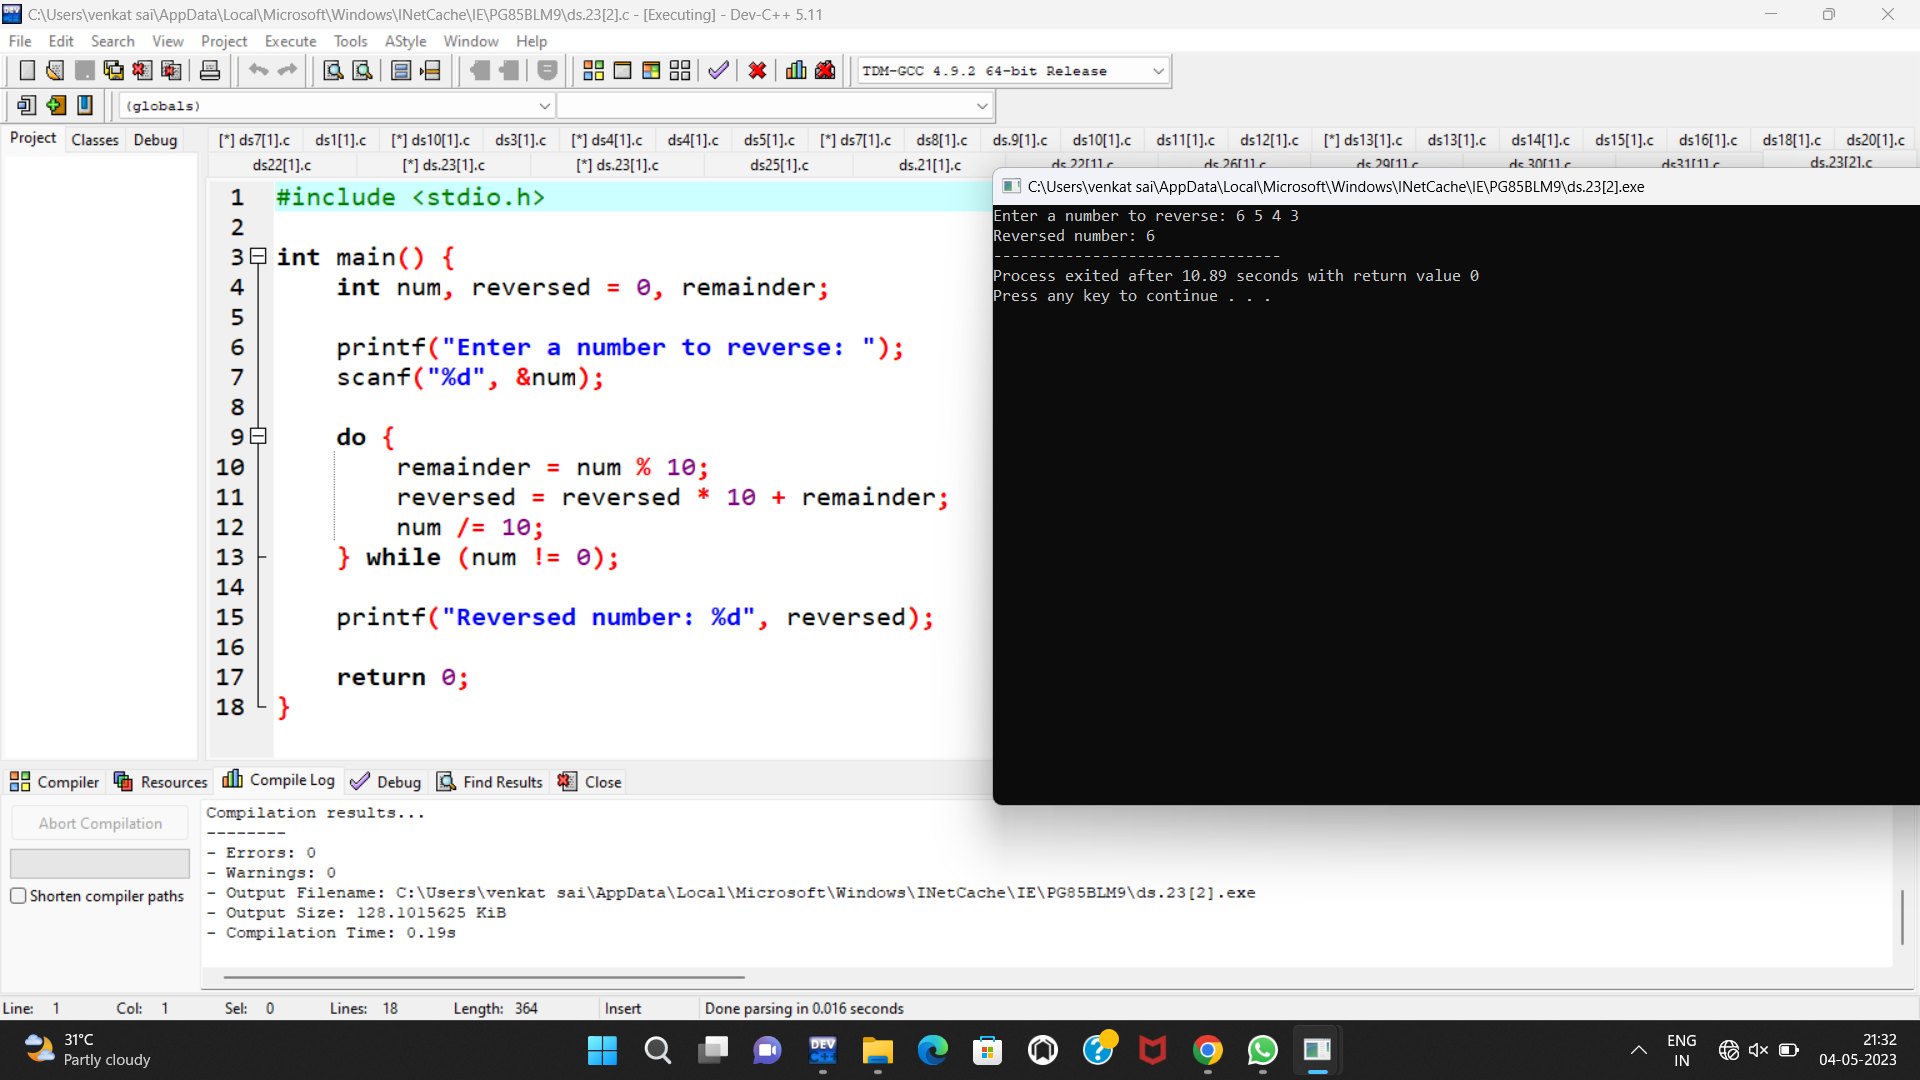 C:\Users\venkat sai\AppData\Local\Microsoft\Windows\INetCache\IE\PG85BLM9\ds.23[2].c - [Executing] - Dev-C++ 5.11
File Edit Search View Project Execute Tools AStyle Window Help
TDM-GCC 4.9.2 64-bit Release
(globals)
Project Classes Debug
[*] ds7[1].c ds1[1].c [*] ds10[1].c ds3[1].c [*] ds4[1].c ds4[1].c ds5[1].c [*] ds7[1].c ds8[1].c ds.9[1].c ds10[1].c ds11[1].c ds12[1].c [*] ds13[1].c ds13[1].c ds14[1].c ds15[1].c ds16[1].c ds18[1].c ds20[1].c
ds22[1].c [*] ds.23[1].c [*] ds.23[1].c ds25[1].c ds.21[1].c ds.22[1].c ds.26[1].c ds.29[1].c ds.30[1].c ds31[1].c ds.23[2].c
1 #include <stdio.h>
2
3 int main() {
4 int num, reversed = 0, remainder;
5
6 printf("Enter a number to reverse: ");
7 scanf("%d", &num);
8
9 do {
10 remainder = num % 10;
11 reversed = reversed * 10 + remainder;
12 num /= 10;
13 } while (num != 0);
14
15 printf("Reversed number: %d", reversed);
16
17 return 0;
18 }
C:\Users\venkat sai\AppData\Local\Microsoft\Windows\INetCache\IE\PG85BLM9\ds.23[2].exe
Enter a number to reverse: 6 5 4 3
Reversed number: 6
--------------------------------
Process exited after 10.89 seconds with return value 0
Press any key to continue . . .
Compiler Resources Compile Log Debug Find Results Close
Abort Compilation
Shorten compiler paths
Compilation results...
--------
- Errors: 0
- Warnings: 0
- Output Filename: C:\Users\venkat sai\AppData\Local\Microsoft\Windows\INetCache\IE\PG85BLM9\ds.23[2].exe
- Output Size: 128.1015625 KiB
- Compilation Time: 0.19s
Line: 1 Col: 1 Sel: 0 Lines: 18 Length: 364 Insert Done parsing in 0.016 seconds
31°C
Partly cloudy
DEV
C++
ENG
IN
21:32
04-05-2023